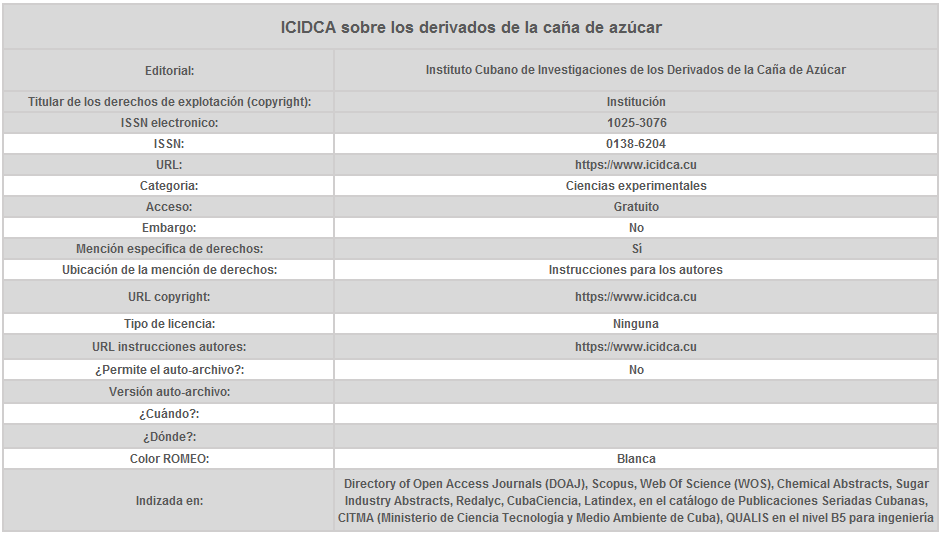 ICIDCA sobre los derivados de la caña de azúcar
Editorial: Instituto Cubano de Investigaciones de los Derivados de la Caña de Azúcar
Titular de los derechos de explotación (copyright): Institución
ISSN electronico: 1025-3076
ISSN: 0138-6204
URL: https://www.icidca.cu
Categoria: Ciencias experimentales
Acceso: Gratuito
Embargo: No
Mención específica de derechos: Sì
Ubicación de la mención de derechos: Instrucciones para los autores
URL copyright: https://www.icidca.cu
Tipo de licencia: Ninguna
URL instrucciones autores: https://www.icidca.cu
¿Permite el auto-archivo?: No
Versión auto-archivo:
¿Cuándo?:
¿Dónde?:
Color ROMEO: Blanca
Indizada en: Directory of Open Access Journals (DOAJ), Scopus, Web Of Science (WOS), Chemical Abstracts, Sugar
Industry Abstracts, Redalyc, CubaCiencia, Latindex, en el catálogo de Publicaciones Seriadas Cubanas,
CITMA (Ministerio de Ciencia Tecnología y Medio Ambiente de Cuba), QUALIS en el nivel B5 para ingeniería